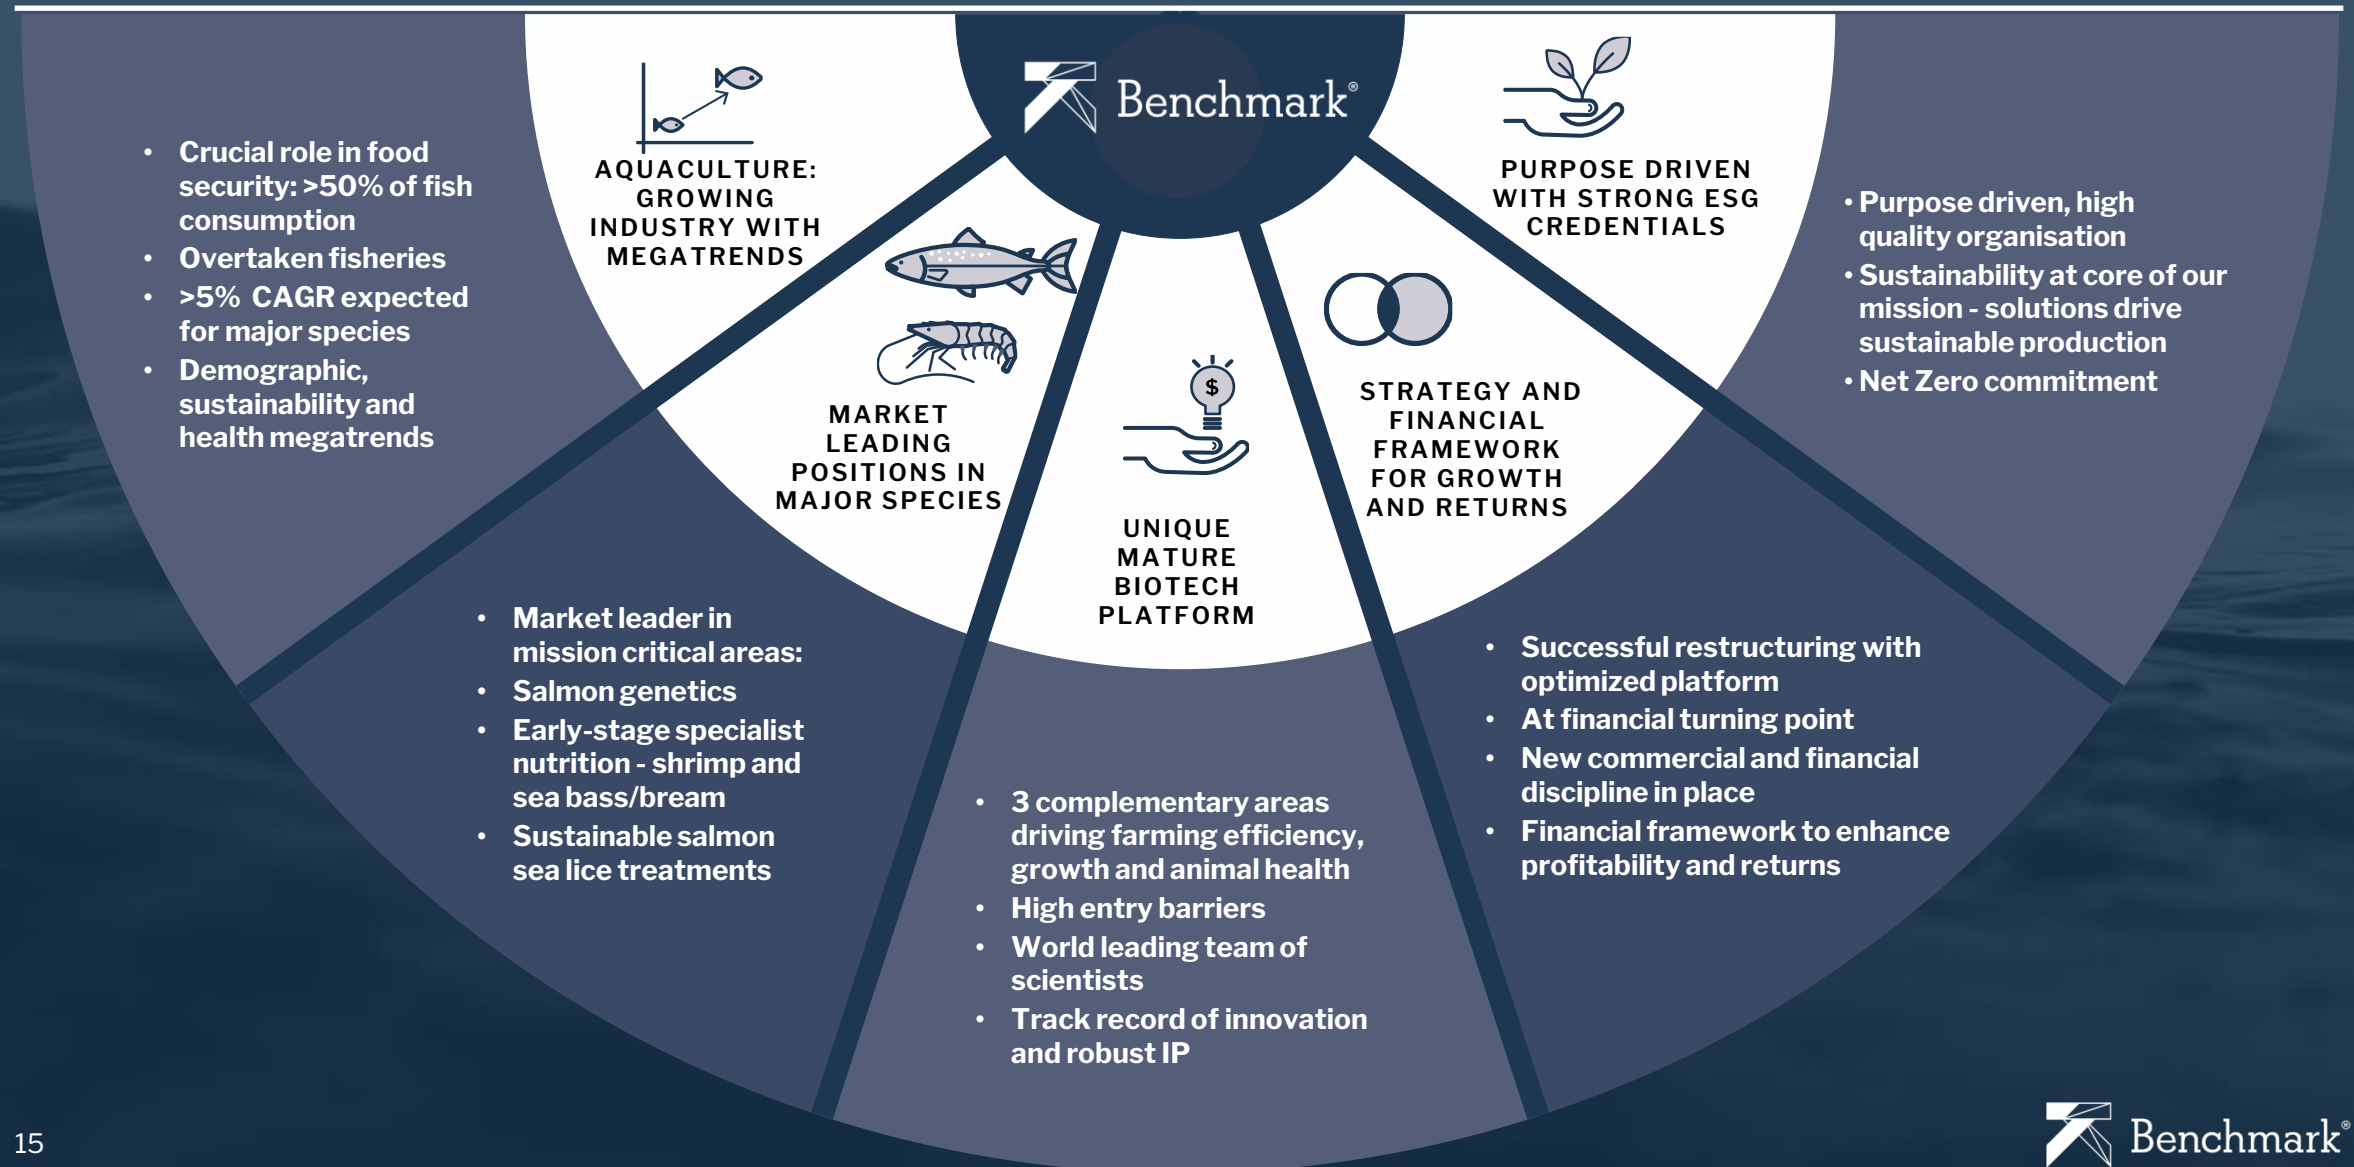 Benchmark®
AQUACULTURE:
GROWING
INDUSTRY WITH
MEGATRENDS
• Crucial role in food
security: >50% of fish
consumption
• Overtaken fisheries
• >5% CAGR expected
for major species
• Demographic,
sustainability and
health megatrends
MARKET
LEADING
POSITIONS IN
MAJOR SPECIES
• Market leader in
mission critical areas:
• Salmon genetics
• Early-stage specialist
nutrition - shrimp and
sea bass/bream
• Sustainable salmon
sea lice treatments
$
UNIQUE
MATURE
BIOTECH
PLATFORM
• 3 complementary areas
driving farming efficiency,
growth and animal health
• High entry barriers
• World leading team of
scientists
• Track record of innovation
and robust IP
STRATEGY AND
FINANCIAL
FRAMEWORK
FOR GROWTH
AND RETURNS
• Successful restructuring with
optimized platform
• At financial turning point
• New commercial and financial
discipline in place
• Financial framework to enhance
profitability and returns
PURPOSE DRIVEN
WITH STRONG ESG
CREDENTIALS
• Purpose driven, high
quality organisation
• Sustainability at core of our
mission - solutions drive
sustainable production
• Net Zero commitment
15
Benchmark®